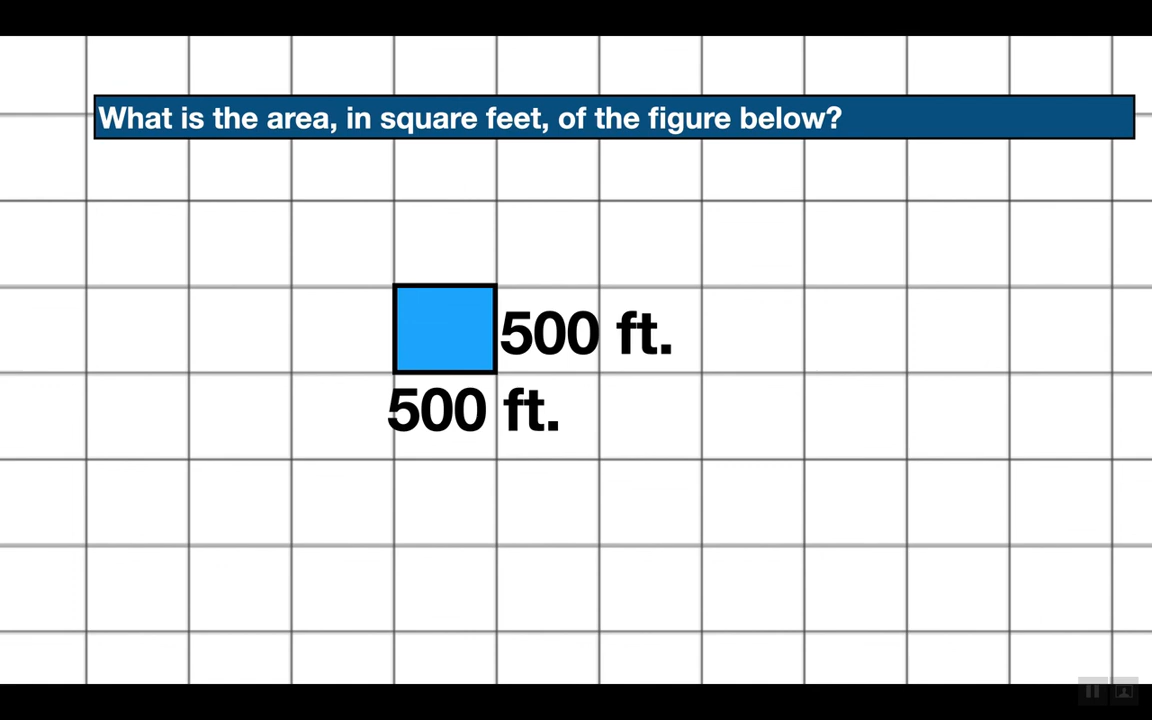 What is the area, in square feet, of the figure below?
500 ft.
500 ft.